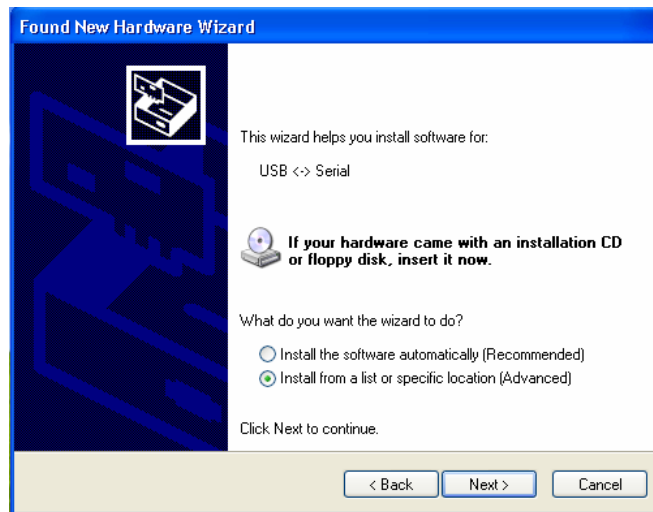 Found New Hardware Wizard
This wizard helps you install software for:
USB <-> Serial
If your hardware came with an installation CD
or floppy disk, insert it now.
What do you want the wizard to do?
Install the software automatically (Recommended)
Install from a list or specific location (Advanced)
Click Next to continue.
< Back Next > Cancel